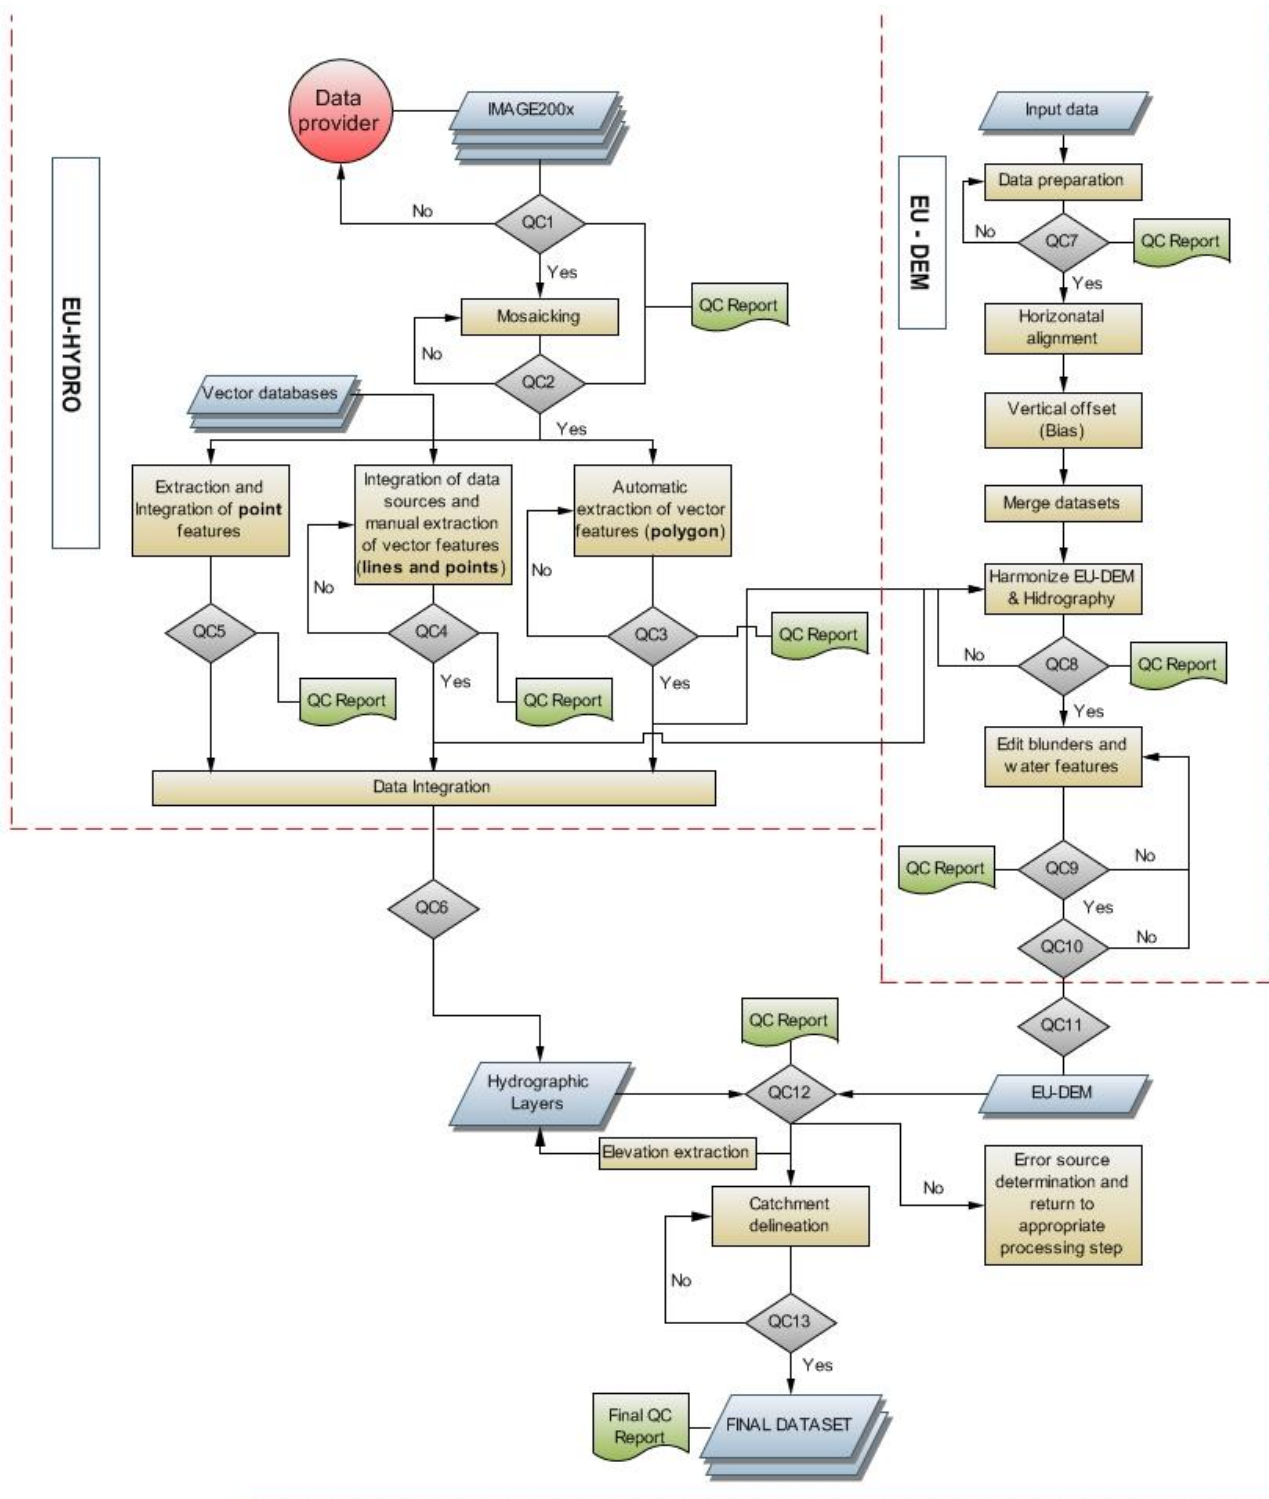 Data
provider
IMAGE200x
QC1
No
Yes
Mosaicking
QC Report
No
QC2
Yes
Vector databases
EU-HYDRO
Extraction and
Integration of point
features
Integration of data
sources and
manual extraction
of vector features
(lines and points)
Automatic
extraction of vector
features (polygon)
No
No
QC5
QC4
QC3
QC Report
Yes
Yes
QC Report
QC Report
Data Integration
QC6
Input data
EU - DEM
Data preparation
No
QC7
QC Report
Yes
Horizonatal
alignment
Vertical offset
(Bias)
Merge datasets
Harmonize EU-DEM
& Hidrography
No
QC8
QC Report
Yes
Edit blunders and
water features
QC Report
QC9
No
Yes
QC10
No
QC11
QC Report
Hydrographic
Layers
QC12
EU-DEM
Elevation extraction
Error source
determination and
return to
appropriate
processing step
No
Catchment
delineation
No
QC13
Yes
Final QC
Report
FINAL DATASET